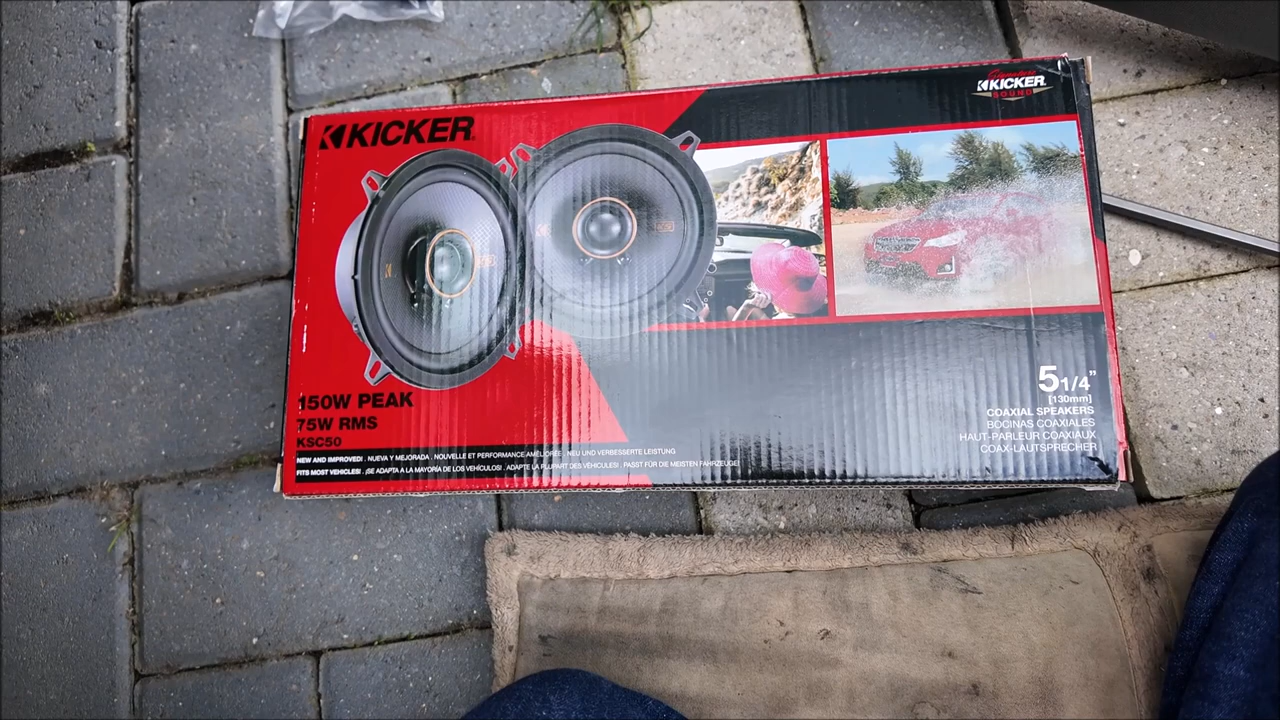 KICKER
Signature
KICKER
SOUND
150W PEAK
75W RMS
KSC50
5 1/4"
[130mm]
COAXIAL SPEAKERS
BOCINAS COAXIALES
HAUT-PARLEUR COAXIAUX
COAX-LAUTSPRECHER
NEW AND IMPROVED! . NUEVA Y MEJORADA . NOUVELLE ET PERFORMANCE AMÉLIORÉE . NEU UND VERBESSERTE LEISTUNG
FITS MOST VEHICLES! . ¡SE ADAPTA A LA MAYORÍA DE LOS VEHÍCULOS! . ADAPTE LA PLUPART DES VEHICULES! . PASST FÜR DIE MEISTEN FAHRZEUGE!